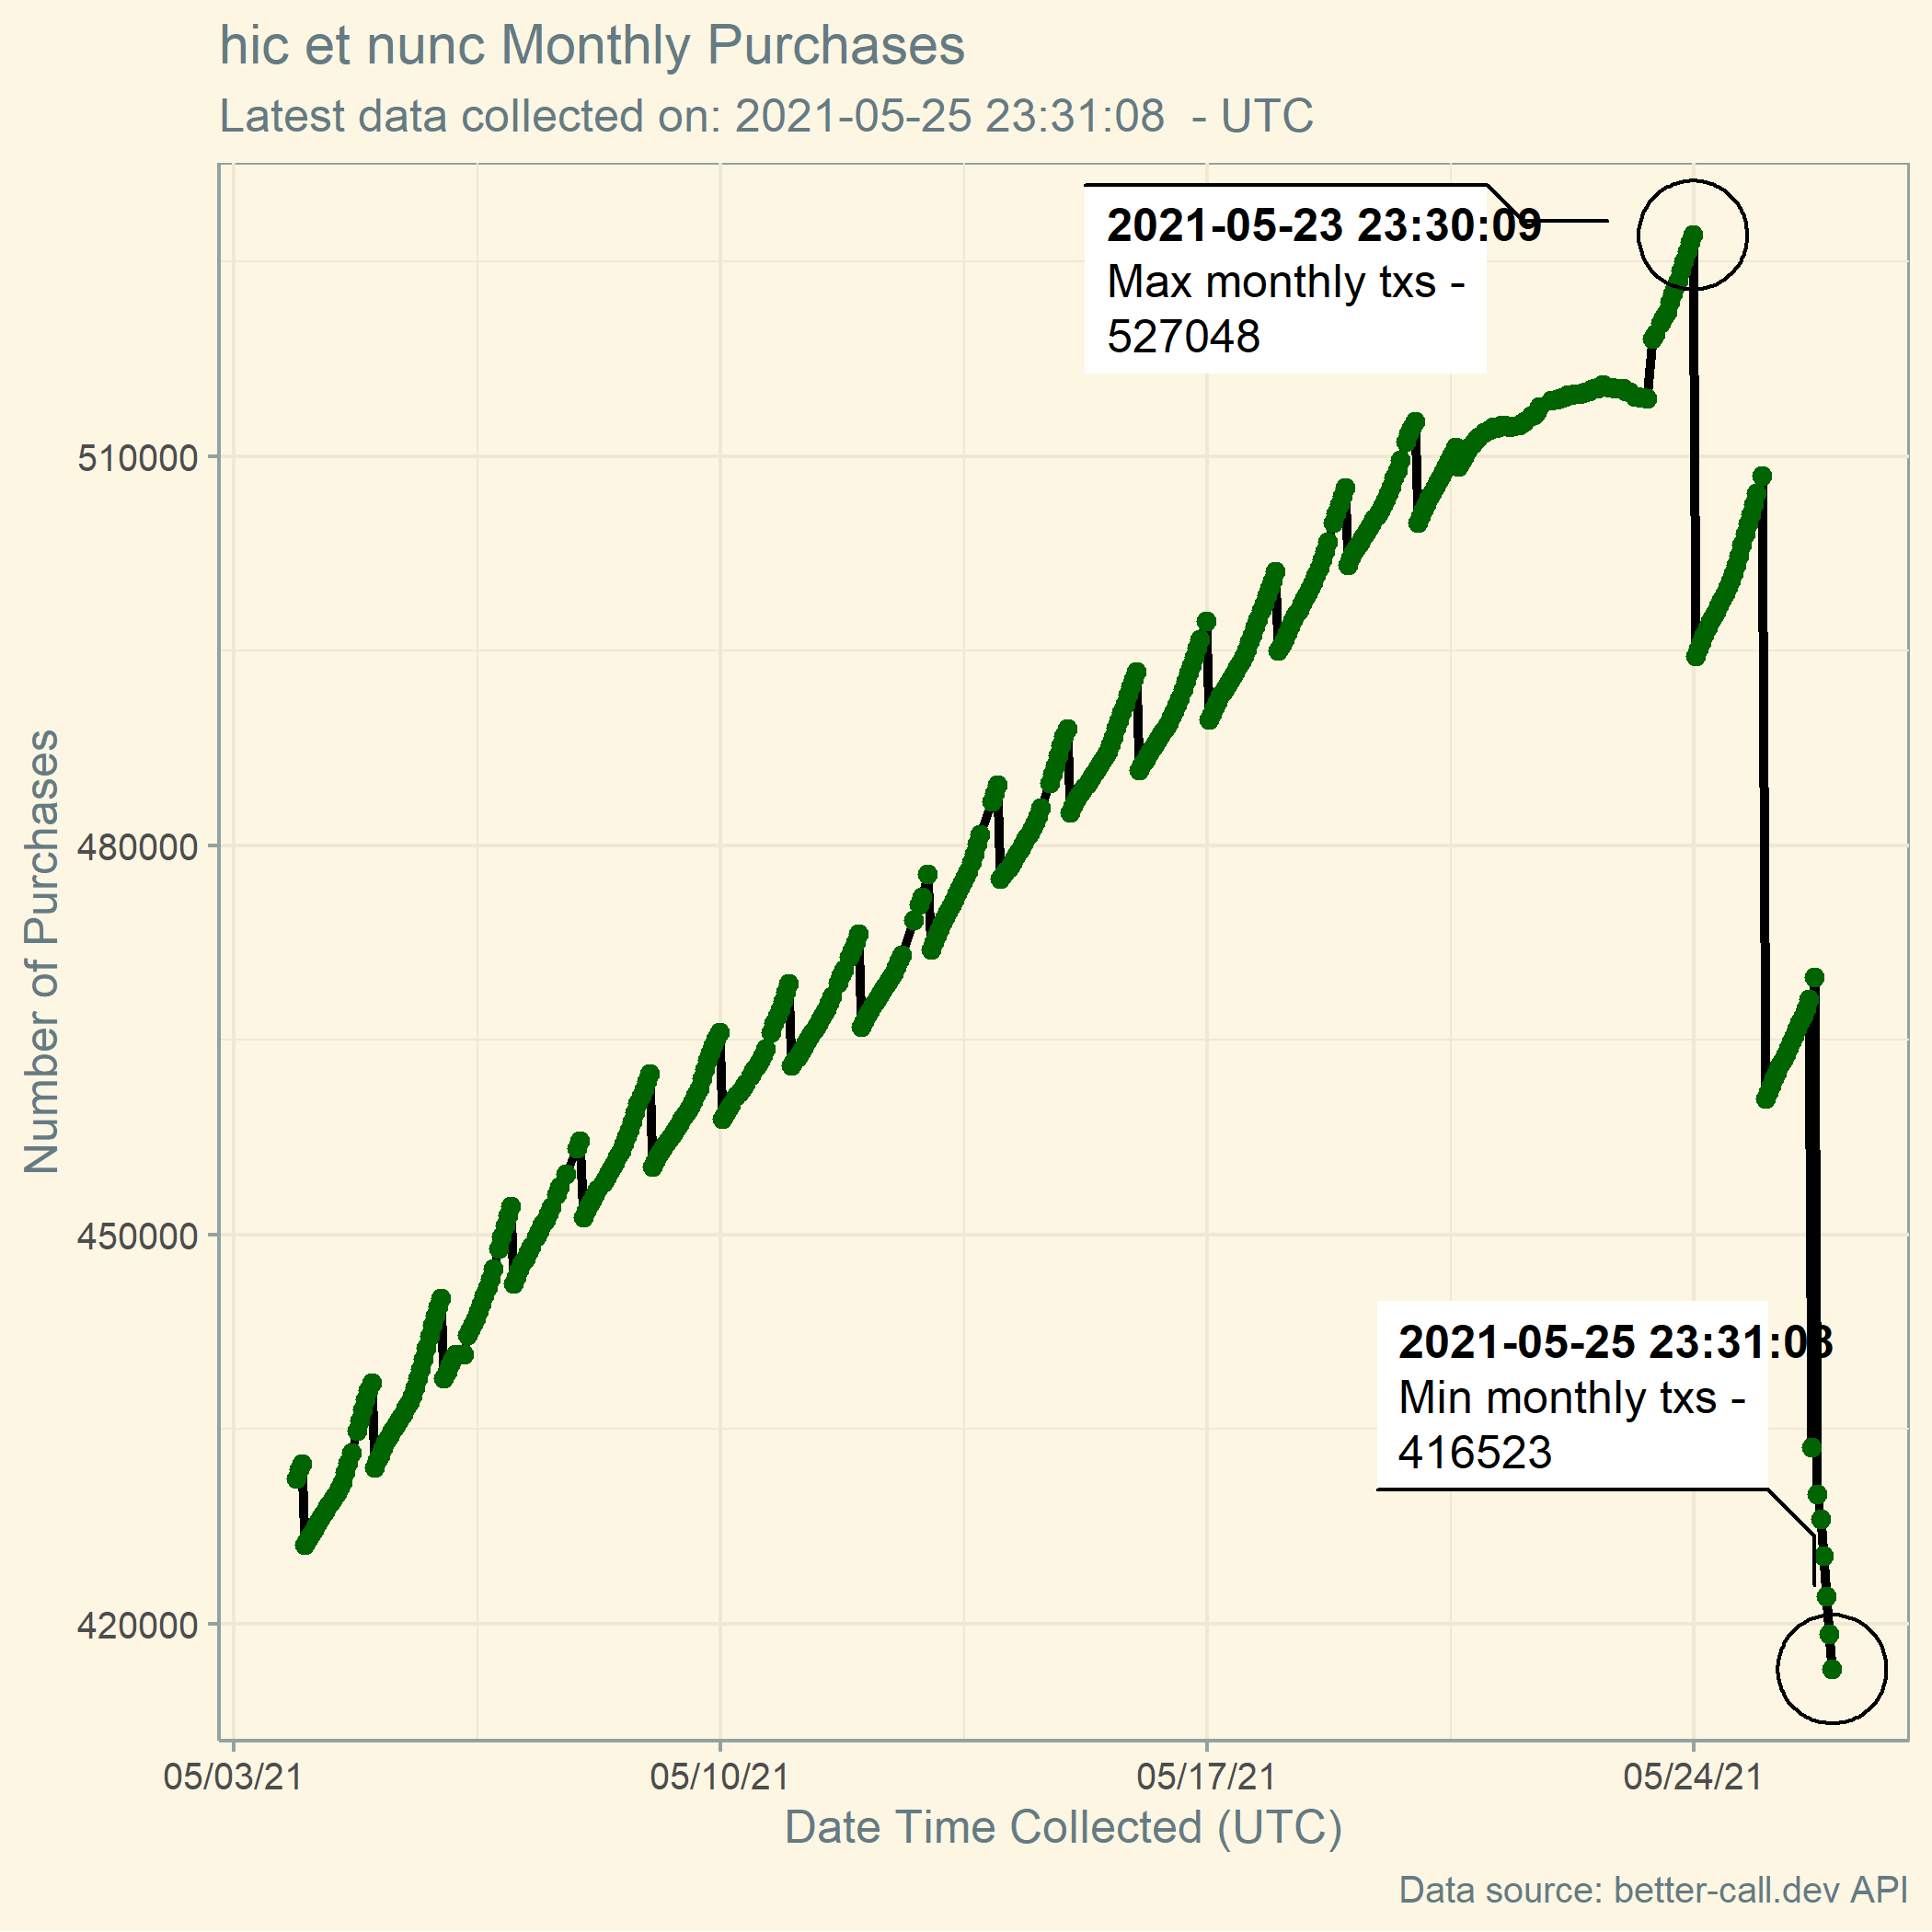 hic et nunc Monthly Purchases
Latest data collected on: 2021-05-25 23:31:08 - UTC
2021-05-23 23:30:09
Max monthly txs -
527048
510000
480000
450000
420000
Number of Purchases
2021-05-25 23:31:08
Min monthly txs -
416523
05/03/21
05/10/21
05/17/21
05/24/21
Date Time Collected (UTC)
Data source: better-call.dev API